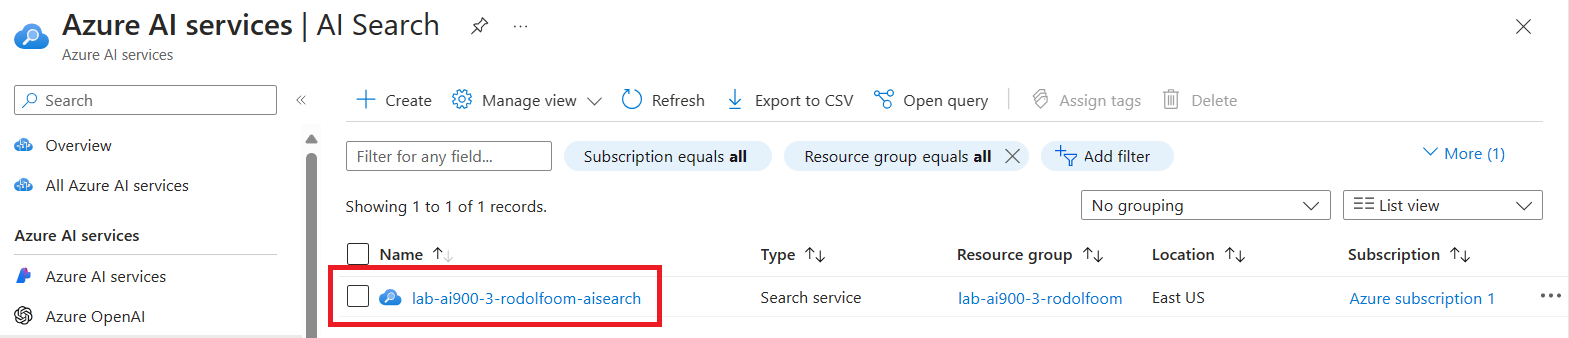 Azure AI services | AI Search
Azure AI services
Search
Overview
All Azure AI services
Azure AI services
Azure AI services
Azure OpenAI
Create Manage view Refresh Export to CSV Open query Assign tags Delete
Filter for any field... Subscription equals all Resource group equals all Add filter More (1)
Showing 1 to 1 of 1 records. No grouping List view
Name Type Resource group Location Subscription
lab-ai900-3-rodolfoom-aisearch Search service lab-ai900-3-rodolfoom East US Azure subscription 1